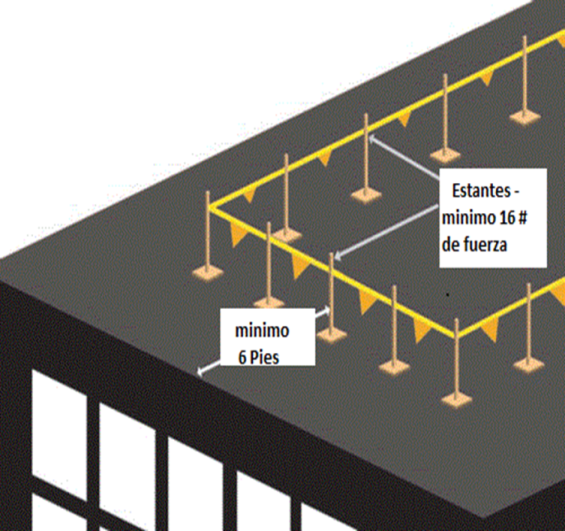 Estantes -
minimo 16 #
de fuerza
minimo
6 Pies